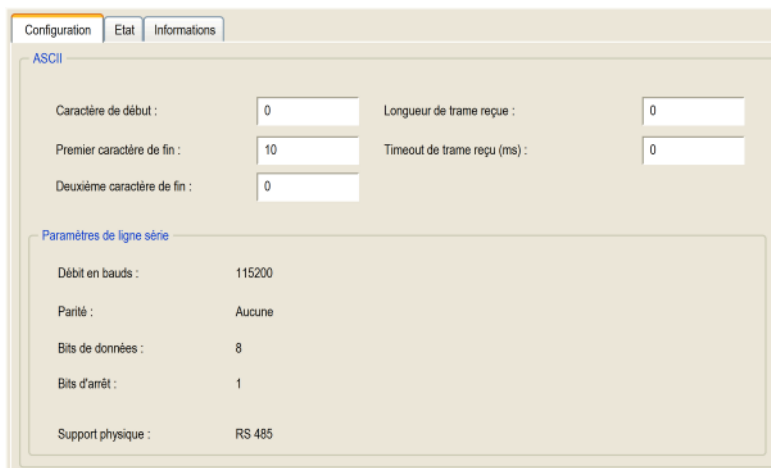 Configuration Etat Informations
ASCII
Caractère de début : 0 Longueur de trame reçue : 0
Premier caractère de fin : 10 Timeout de trame reçu (ms) : 0
Deuxième caractère de fin : 0
Paramètres de ligne série
Débit en bauds : 115200
Parité : Aucune
Bits de données : 8
Bits d'arrêt : 1
Support physique : RS 485